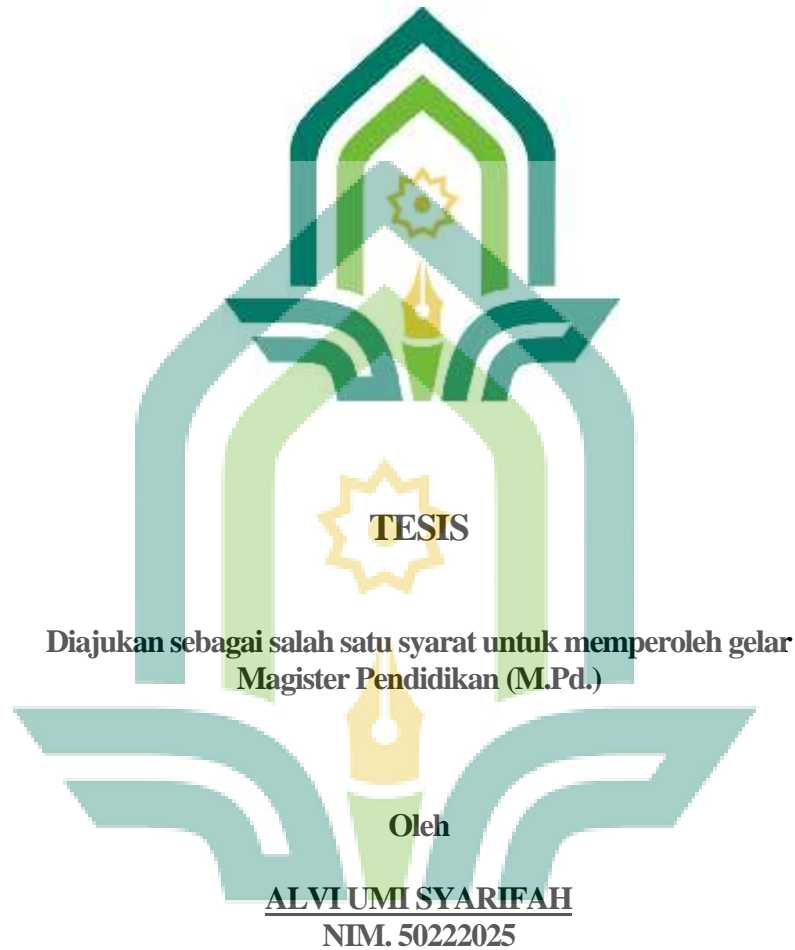 TESIS
Diajukan sebagai salah satu syarat untuk memperoleh gelar
Magister Pendidikan (M.Pd.)
Oleh
ALVI UMI SYARIFAH
NIM. 50222025